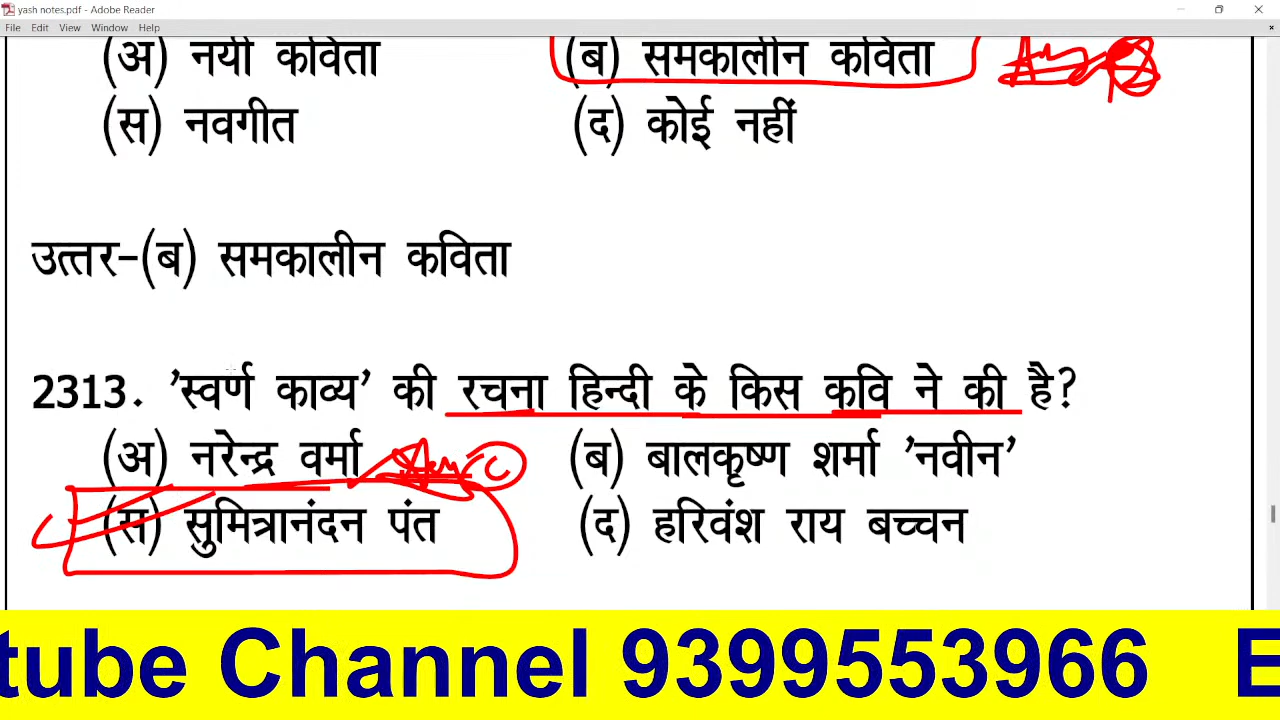 yash notes.pdf - Adobe Reader
File Edit View Window Help
(अ) नयी कविता (ब) समकालीन कविता
(स) नवगीत (द) कोई नहीं
उत्तर-(ब) समकालीन कविता
2313. 'स्वर्ण काव्य' की रचना हिन्दी के किस कवि ने की है?
(अ) नरेन्द्र वर्मा (ब) बालकृष्ण शर्मा 'नवीन'
(स) सुमित्रानंदन पंत (द) हरिवंश राय बच्चन
tube Channel 9399553966 E